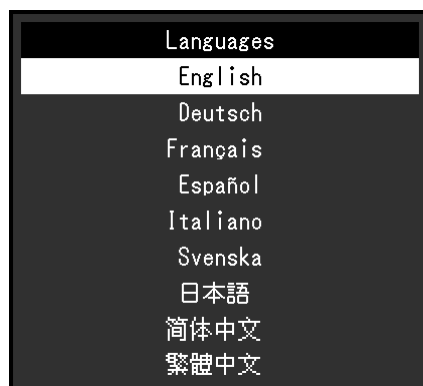 Languages
English
Deutsch
Français
Español
Italiano
Svenska
日本語
简体中文
繁體中文